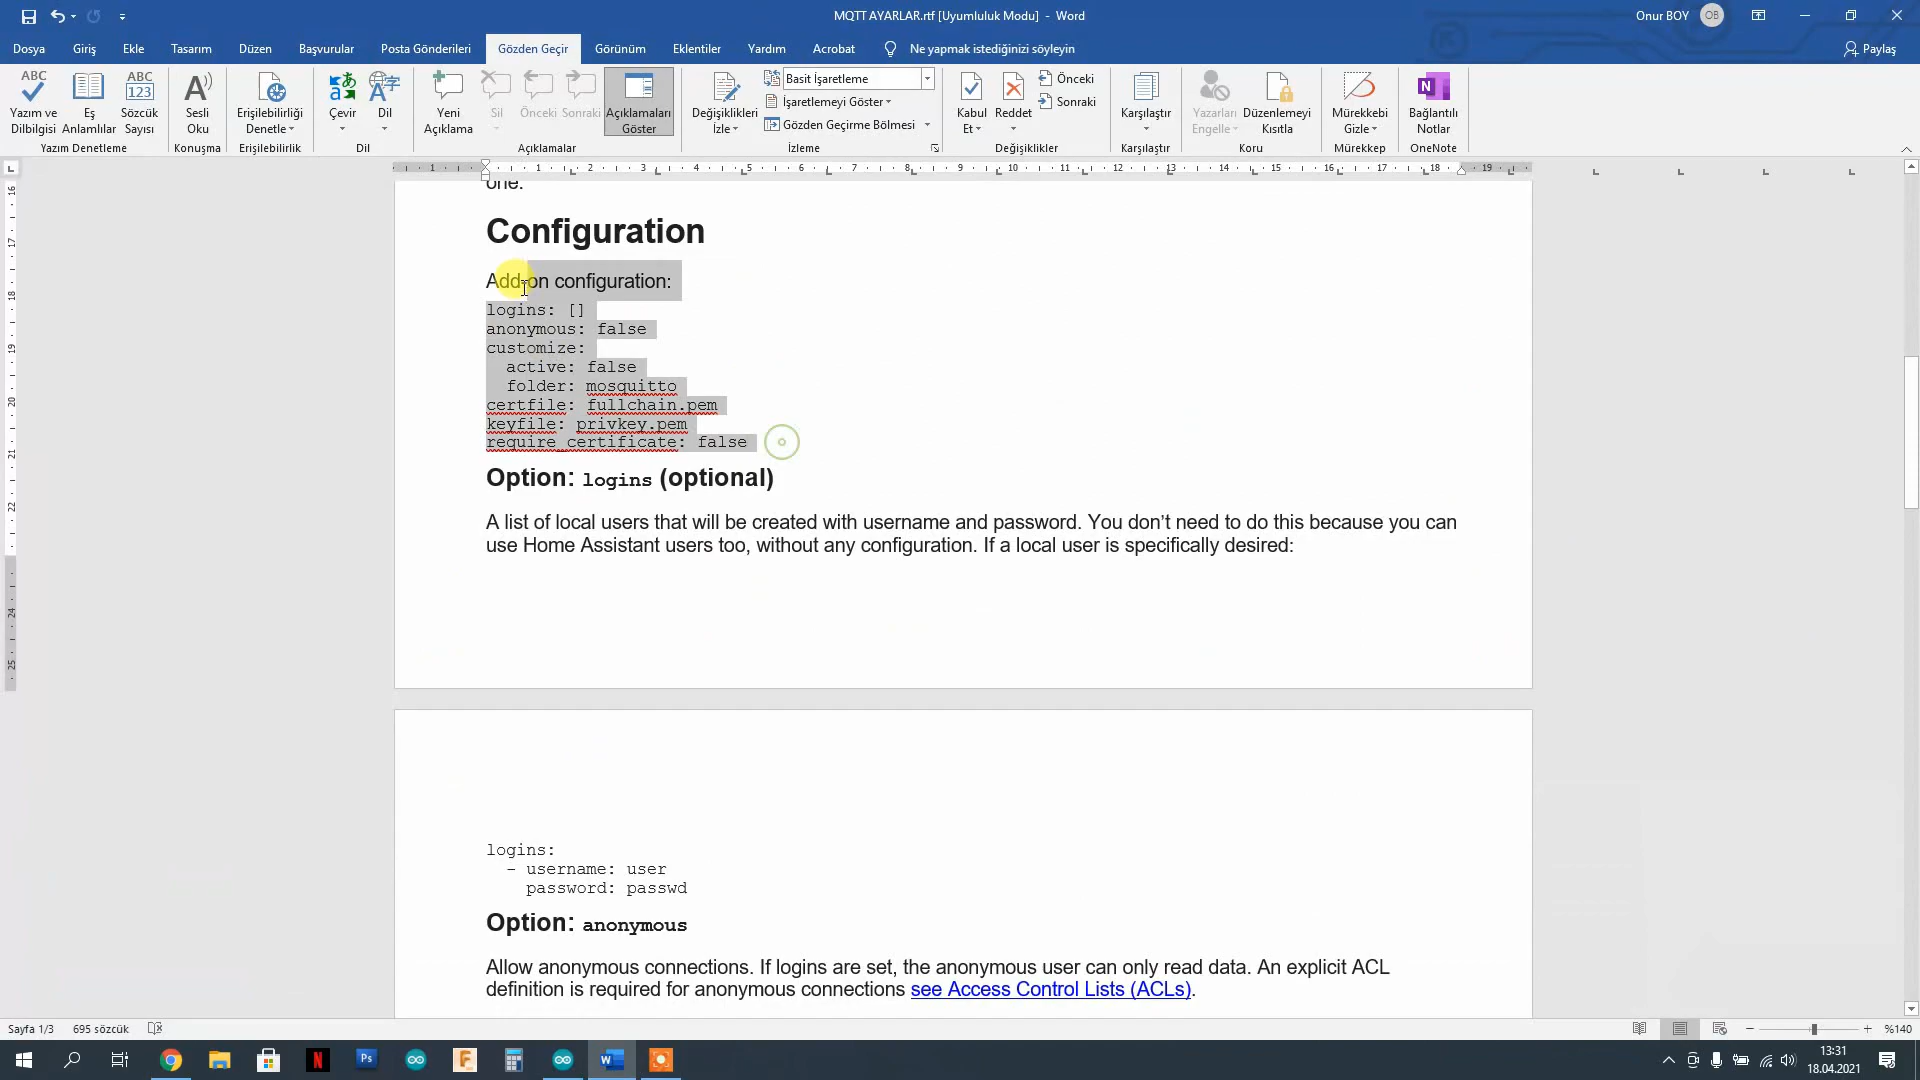 MQTT AYARLAR.rtf [Uyumluluk Modu] - Word
Onur BOY
OB
Dosya
Giriş
Ekle
Tasarım
Düzen
Başvurular
Posta Gönderileri
Gözden Geçir
Görünüm
Eklentiler
Yardım
Acrobat
Ne yapmak istediğinizi söyleyin
Paylaş
Yazım ve Dilbilgisi
Eş Anlamlılar
Sözcük Sayısı
Yazım Denetleme
Sesli Oku
Konuşma
Erişilebilirliği Denetle
Erişilebilirlik
Çevir
Dil
Dil
Yeni Açıklama
Sil
Önceki
Sonraki
Açıklamaları Göster
Açıklamalar
Değişiklikleri İzle
Basit İşaretleme
İşaretlemeyi Göster
Gözden Geçirme Bölmesi
İzleme
Kabul Et
Reddet
Önceki
Sonraki
Değişiklikler
Karşılaştır
Karşılaştır
Yazarları Engelle
Düzenlemeyi Kısıtla
Koru
Mürekkebi Gizle
Mürekkep
Bağlantılı Notlar
OneNote
one.
Configuration
Add-on configuration:
logins: []
anonymous: false
customize:
  active: false
  folder: mosquitto
certfile: fullchain.pem
keyfile: privkey.pem
require_certificate: false
Option: logins (optional)
A list of local users that will be created with username and password. You don't need to do this because you can
use Home Assistant users too, without any configuration. If a local user is specifically desired:
logins:
  - username: user
    password: passwd
Option: anonymous
Allow anonymous connections. If logins are set, the anonymous user can only read data. An explicit ACL
definition is required for anonymous connections see Access Control Lists (ACLs).
Sayfa 1/3
695 sözcük
%140
13:31
18.04.2021